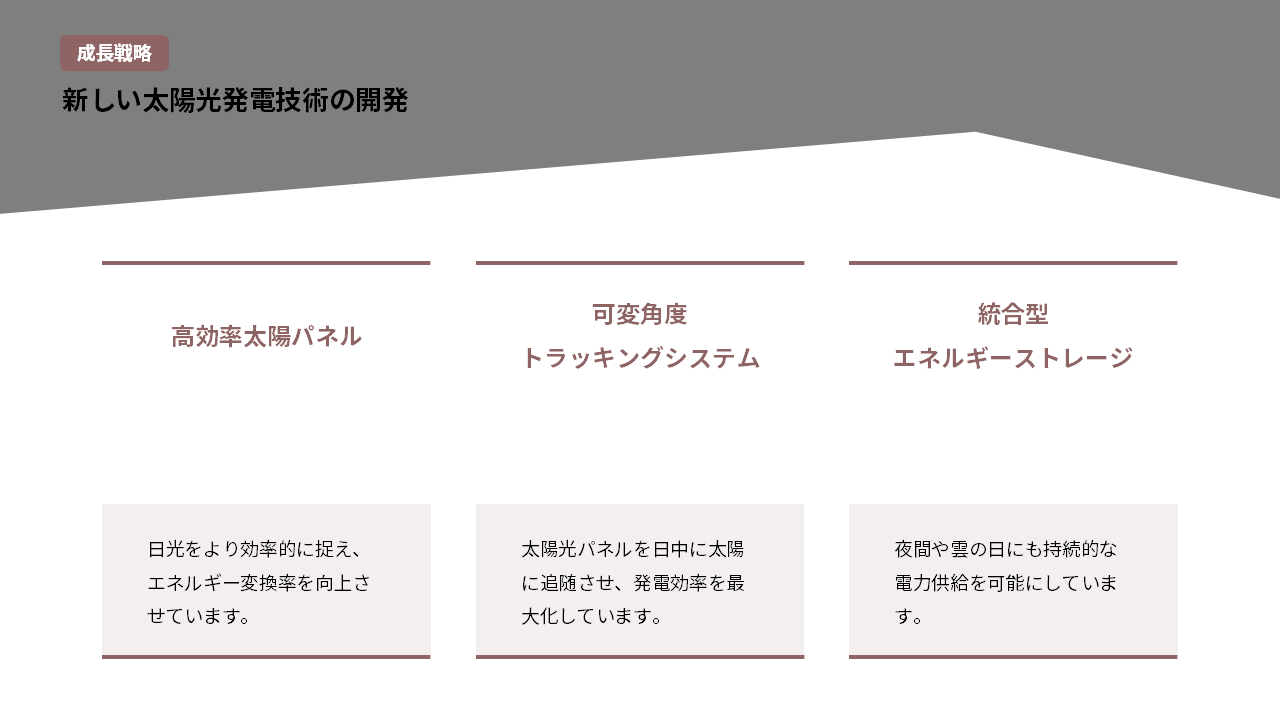 成長戦略
新しい太陽光発電技術の開発
高効率太陽パネル
日光をより効率的に捉え、
エネルギー変換率を向上さ
せています。
可変角度
トラッキングシステム
太陽光パネルを日中に太陽
に追随させ、発電効率を最
大化しています。
統合型
エネルギーストレージ
夜間や雲の日にも持続的な
電力供給を可能にしていま
す。